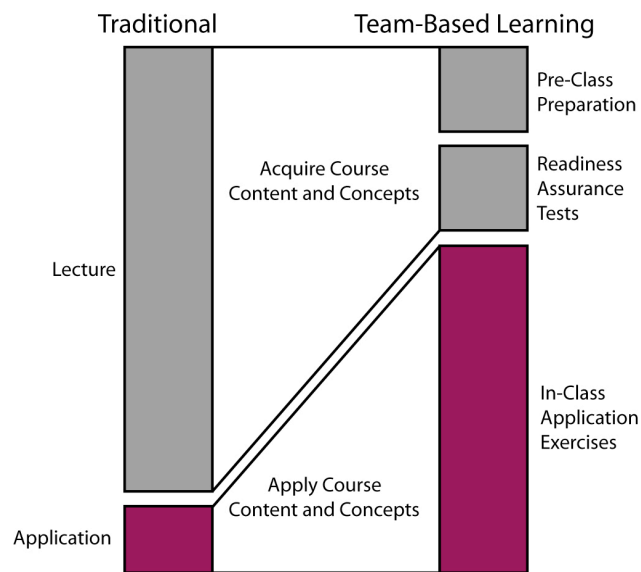 Traditional
Team-Based Learning
Pre-Class
Preparation
Acquire Course
Content and Concepts
Readiness
Assurance
Tests
Lecture
In-Class
Application
Exercises
Apply Course
Content and Concepts
Application